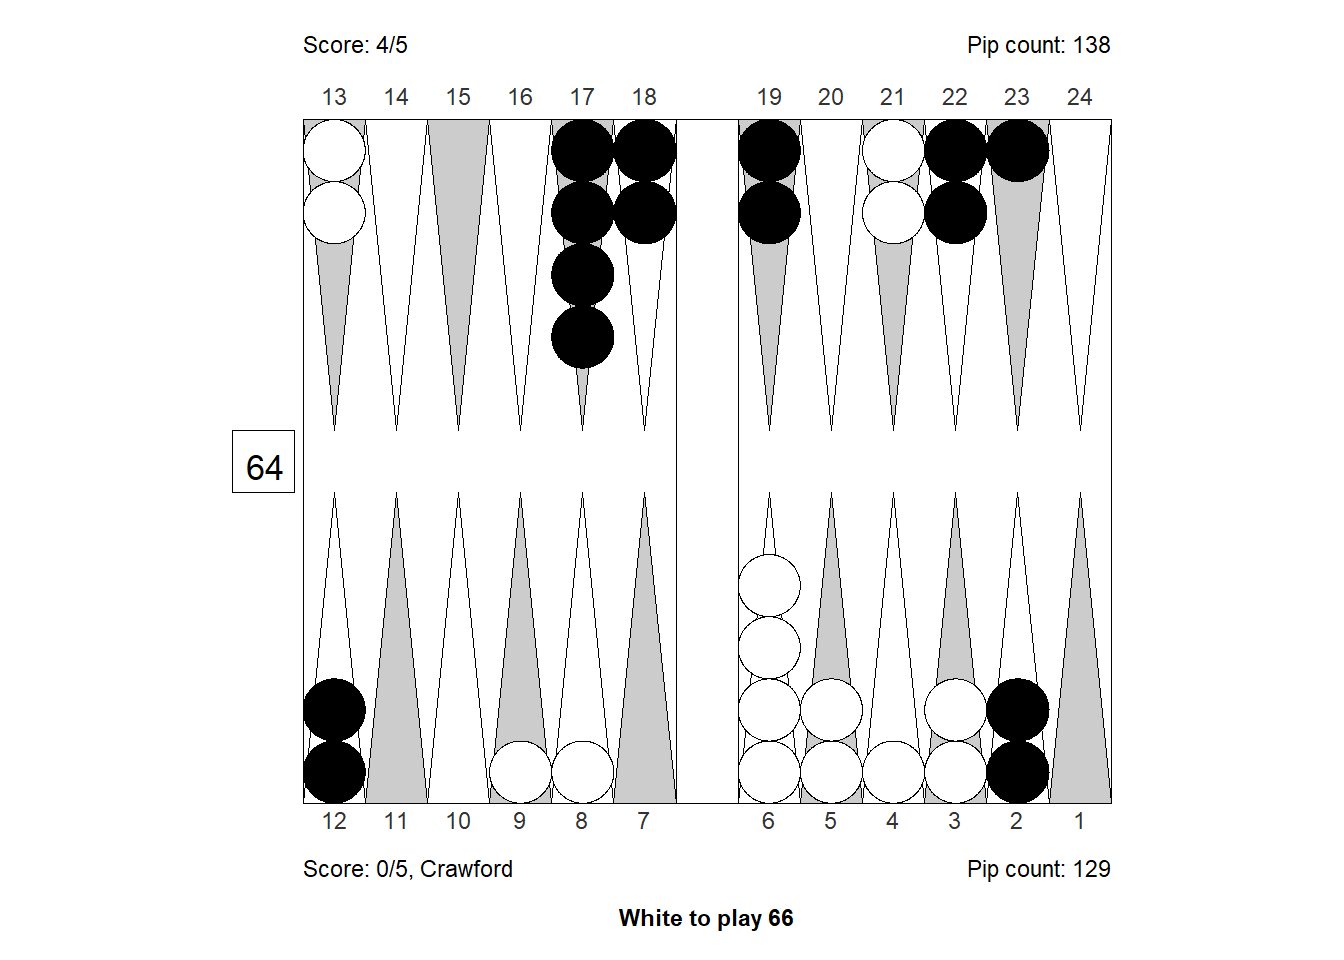 Score: 4/5 Pip count: 138
13 14 15 16 17 18 19 20 21 22 23 24
64
12 11 10 9 8 7 6 5 4 3 2 1
Score: 0/5, Crawford Pip count: 129
White to play 66